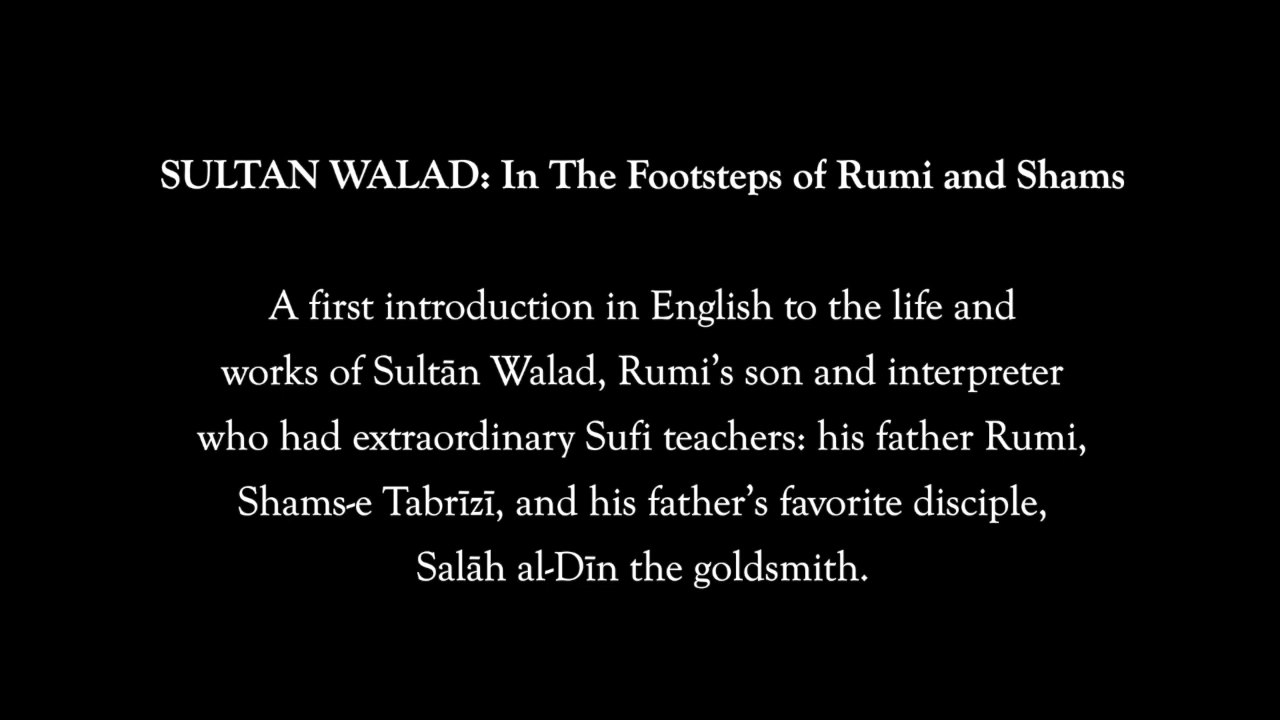 SULTAN WALAD: In The Footsteps of Rumi and Shams
A first introduction in English to the life and
works of Sultān Walad, Rumi’s son and interpreter
who had extraordinary Sufi teachers: his father Rumi,
Shams-e Tabrīzī, and his father’s favorite disciple,
Salāh al-Dīn the goldsmith.